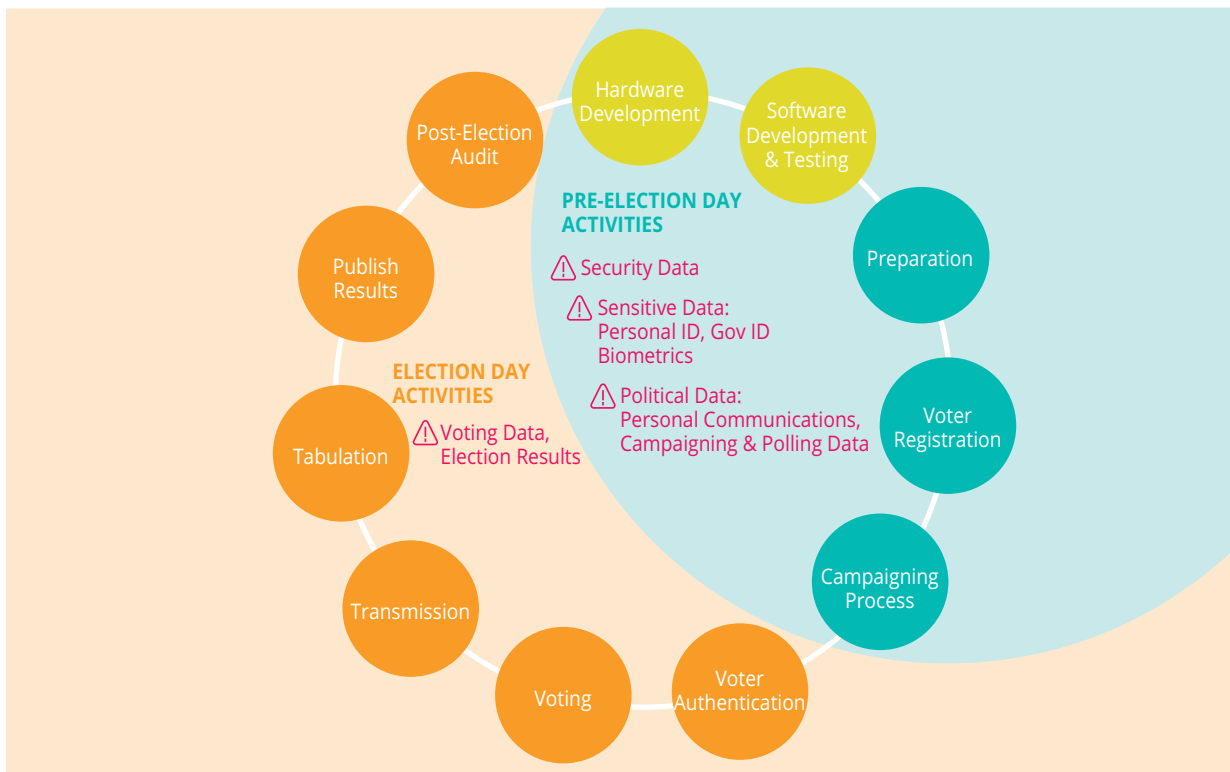 Hardware
Development
Software
Development
& Testing
Preparation
Voter
Registration
Campaigning
Process
Voter
Authentication
Voting
Transmission
Tabulation
Publish
Results
Post-Election
Audit
PRE-ELECTION DAY
ACTIVITIES
Security Data
Sensitive Data:
Personal ID, Gov ID
Biometrics
Political Data:
Personal Communications,
Campaigning & Polling Data
ELECTION DAY
ACTIVITIES
Voting Data,
Election Results